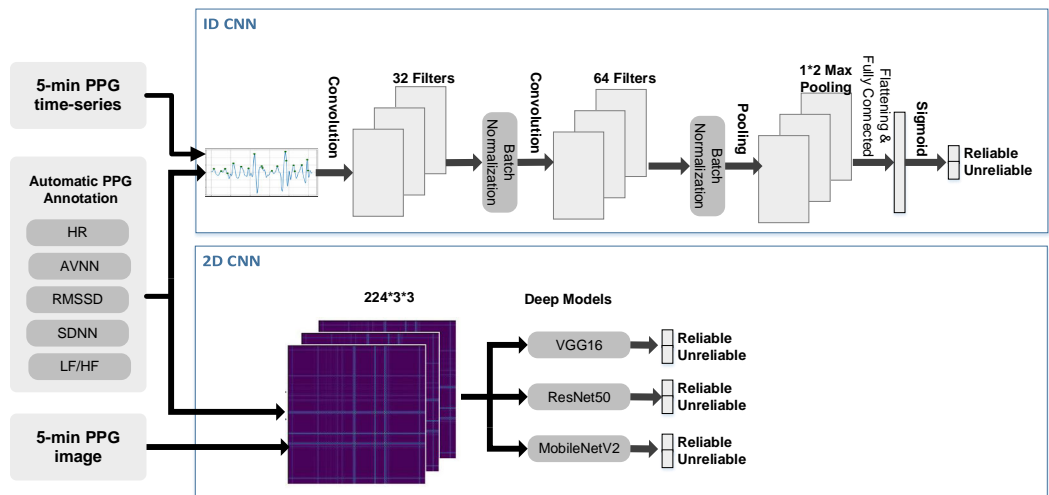 ID CNN
5-min PPG
time-series
Automatic PPG
Annotation
HR
AVNN
RMSSD
SDNN
LF/HF
5-min PPG
image
Convolution
32 Filters
Batch
Normalization
Convolution
64 Filters
Batch
Normalization
Pooling
1*2 Max
Pooling
Flattening &
Fully Connected
Sigmoid
Reliable
Unreliable
2D CNN
224*3*3
Deep Models
VGG16
Reliable
Unreliable
ResNet50
Reliable
Unreliable
MobileNetV2
Reliable
Unreliable